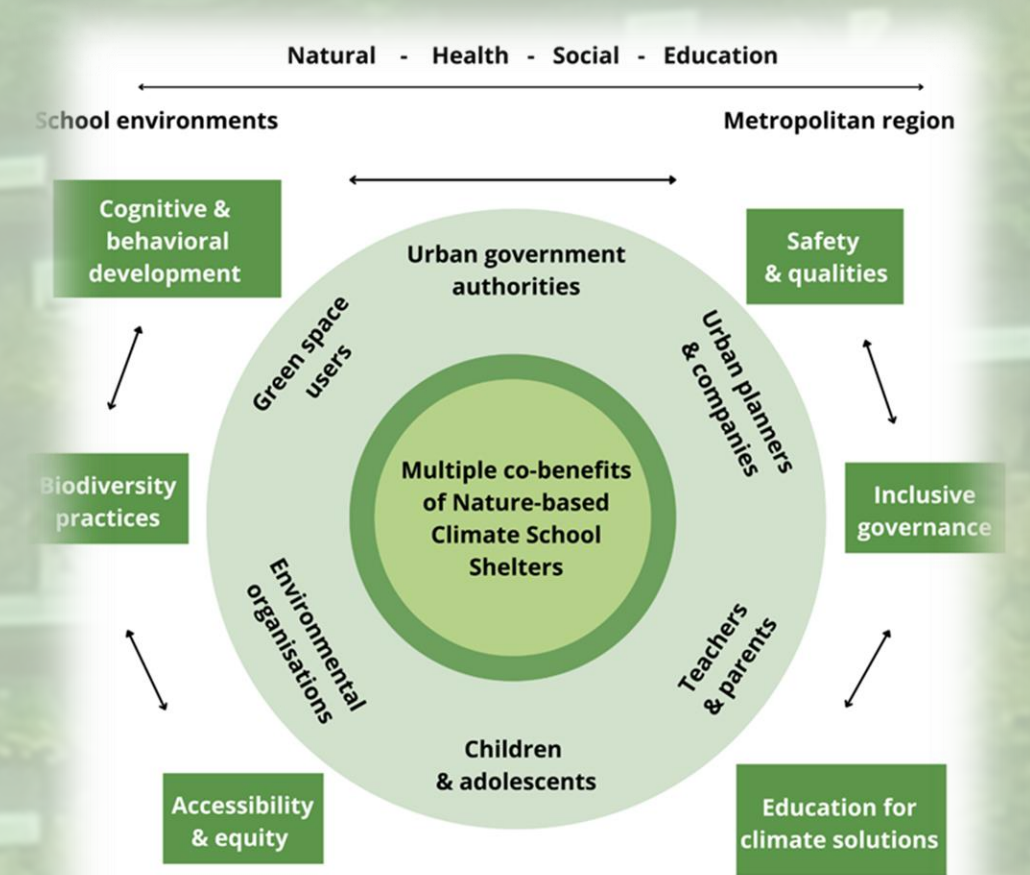 Natural - Health - Social - Education
School environments
Metropolitan region
Cognitive &
behavioral
development
Safety
& qualities
Urban government
authorities
Green space
users
Urban planners
& companies
Multiple co-benefits
of Nature-based
Climate School
Shelters
Biodiversity
practices
Inclusive
governance
Environmental
organisations
Teachers
& parents
Children
& adolescents
Accessibility
& equity
Education for
climate solutions